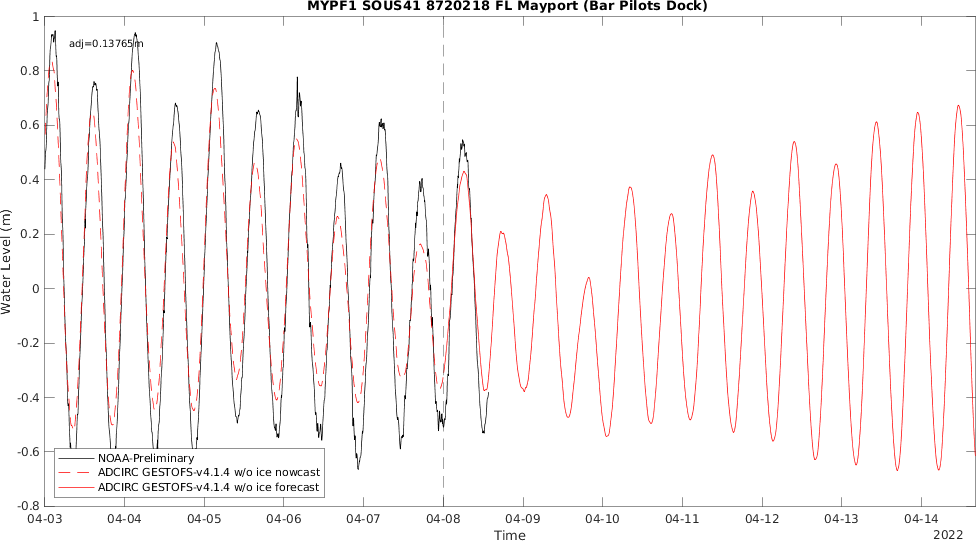 MYPF1 SOUS41 8720218 FL Mayport (Bar Pilots Dock)
adj=0.13765m
Water Level (m)
1
0.8
0.6
0.4
0.2
0
-0.2
-0.4
-0.6
-0.8
NOAA-Preliminary
ADCIRC GESTOFS-v4.1.4 w/o ice nowcast
ADCIRC GESTOFS-v4.1.4 w/o ice forecast
04-03 04-04 04-05 04-06 04-07 04-08 04-09 04-10 04-11 04-12 04-13 04-14
Time
2022